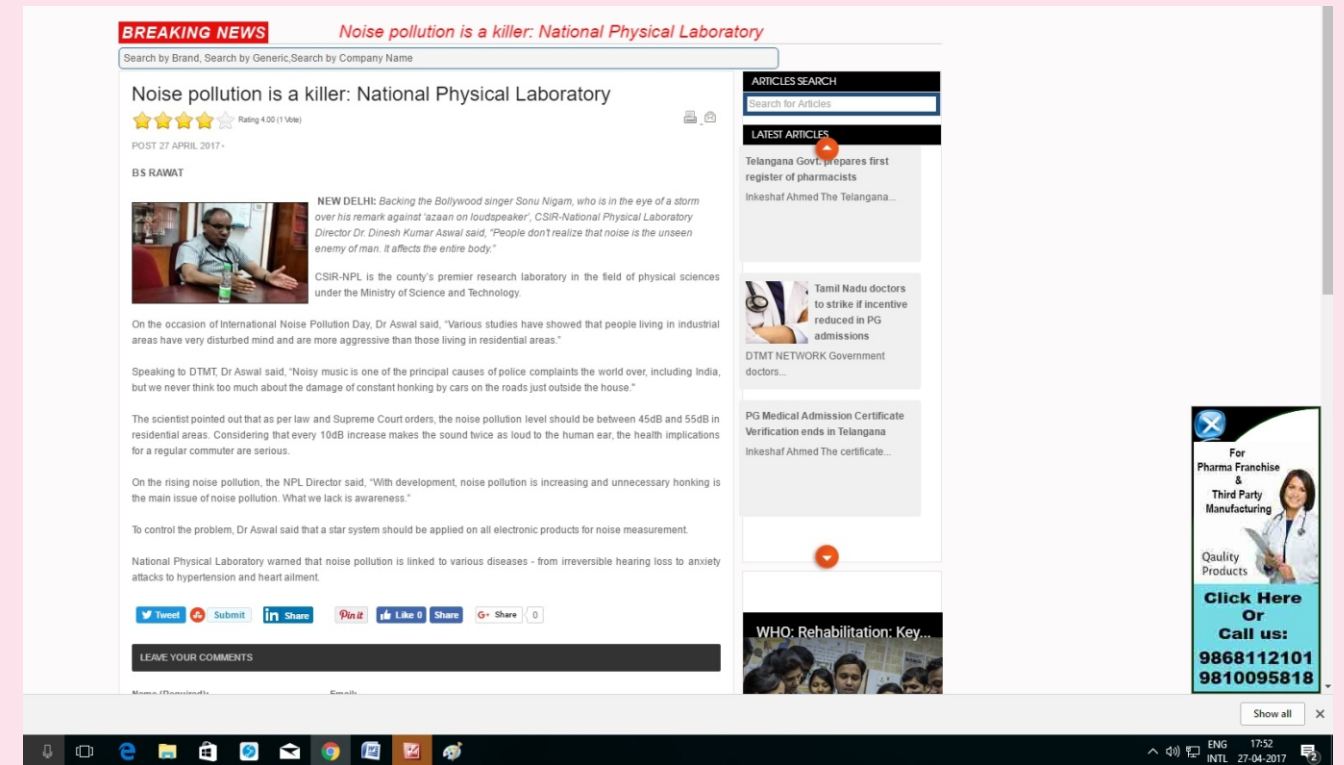 BREAKING NEWS
Noise pollution is a killer: National Physical Laboratory
Search by Brand, Search by Generic,Search by Company Name
Noise pollution is a killer: National Physical Laboratory
Rating 4.00 (1 Vote)
POST 27 APRIL 2017
B S RAWAT
NEW DELHI: Backing the Bollywood singer Sonu Nigam, who is in the eye of a storm
over his remark against ‘azaan on loudspeaker’, CSIR-National Physical Laboratory
Director Dr. Dinesh Kumar Aswal said, “People don’t realize that noise is the unseen
enemy of man. It affects the entire body.”
CSIR-NPL is the county’s premier research laboratory in the field of physical sciences
under the Ministry of Science and Technology.
On the occasion of International Noise Pollution Day, Dr Aswal said, “Various studies have showed that people living in industrial
areas have very disturbed mind and are more aggressive than those living in residential areas.”
Speaking to DTMT, Dr Aswal said, “Noisy music is one of the principal causes of police complaints the world over, including India,
but we never think too much about the damage of constant honking by cars on the roads just outside the house.”
The scientist pointed out that as per law and Supreme Court orders, the noise pollution level should be between 45dB and 55dB in
residential areas. Considering that every 10dB increase makes the sound twice as loud to the human ear, the health implications
for a regular commuter are serious.
On the rising noise pollution, the NPL Director said, “With development, noise pollution is increasing and unnecessary honking is
the main issue of noise pollution. What we lack is awareness.”
To control the problem, Dr Aswal said that a star system should be applied on all electronic products for noise measurement.
National Physical Laboratory warned that noise pollution is linked to various diseases - from irreversible hearing loss to anxiety
attacks to hypertension and heart ailment.
Tweet Submit in Share Pin it Like 0 Share G+ Share 0
LEAVE YOUR COMMENTS
Name (Required): Email:
ARTICLES SEARCH
Search for Articles
LATEST ARTICLES
Telangana Govt. prepares first
register of pharmacists
Inkeshaf Ahmed The Telangana...
Tamil Nadu doctors
to strike if incentive
reduced in PG
admissions
DTMT NETWORK Government
doctors...
PG Medical Admission Certificate
Verification ends in Telangana
Inkeshaf Ahmed The certificate...
WHO: Rehabilitation: Key...
For
Pharma Franchise
&
Third Party
Manufacturing
Qaulity
Products
Click Here
Or
Call us:
9868112101
9810095818
Show all
ENG 17:52
INTL 27-04-2017
2